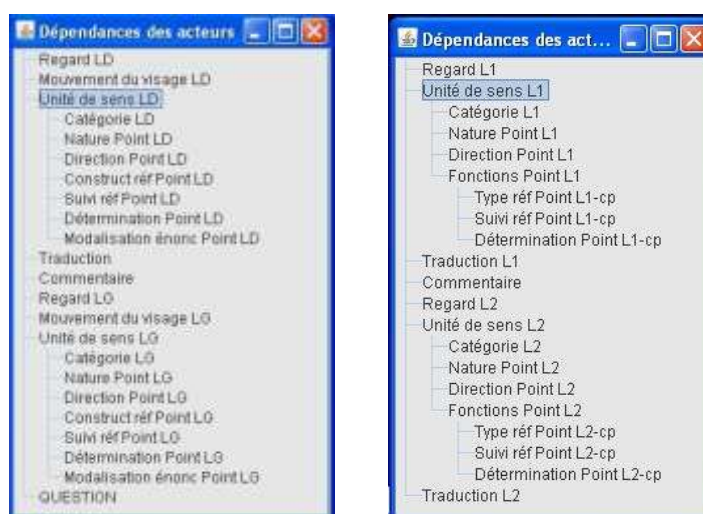 Dépendances des acteurs
Regard LD
Mouvement du visage LD
Unité de sens LD
Catégorie LD
Nature Point LD
Direction Point LD
Construct réf Point LD
Suivi réf Point LD
Détermination Point LD
Modalisation énonc Point LD
Traduction
Commentaire
Regard LG
Mouvement du visage LG
Unité de sens LG
Catégorie LG
Nature Point LG
Direction Point LG
Construct réf Point LG
Suivi réf Point LG
Détermination Point LG
Modalisation énonc Point LG
QUESTION
Dépendances des act...
Regard L1
Unité de sens L1
Catégorie L1
Nature Point L1
Direction Point L1
Fonctions Point L1
Type réf Point L1-cp
Suivi réf Point L1-cp
Détermination Point L1-cp
Traduction L1
Commentaire
Regard L2
Unité de sens L2
Catégorie L2
Nature Point L2
Direction Point L2
Fonctions Point L2
Type réf Point L2-cp
Suivi réf Point L2-cp
Détermination Point L2-cp
Traduction L2